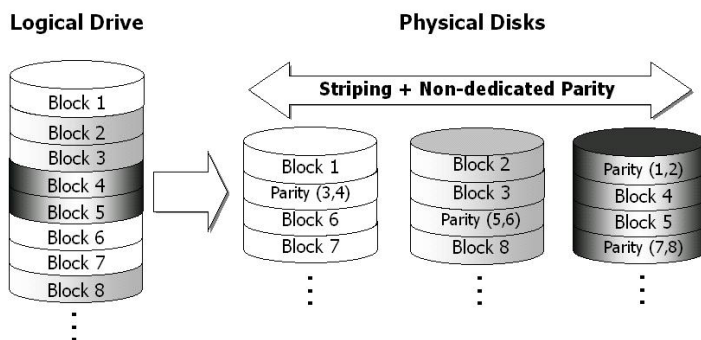 Logical Drive
Physical Disks
Striping + Non-dedicated Parity
Block 1
Block 2
Block 3
Block 4
Block 5
Block 6
Block 7
Block 8
Block 1
Parity (3,4)
Block 6
Block 7
Block 2
Block 3
Parity (5,6)
Block 8
Parity (1,2)
Block 4
Block 5
Parity (7,8)